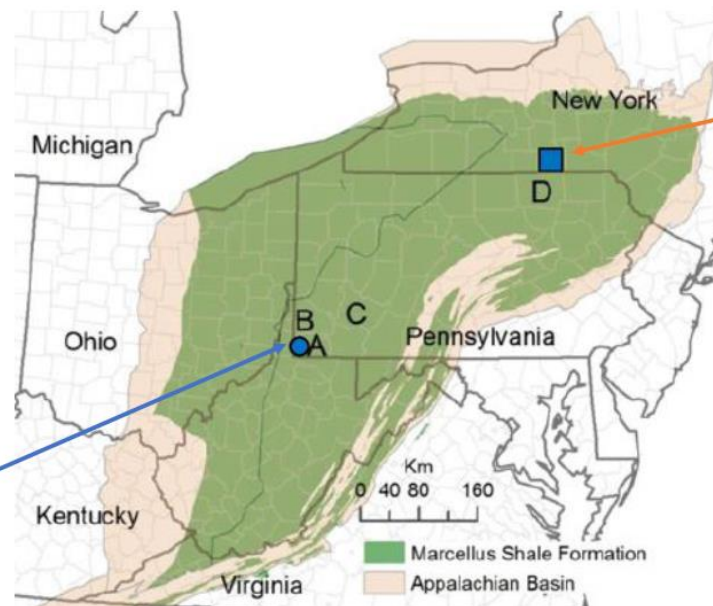 New York
Michigan
D
C
B
A
Ohio
Pennsylvania
Km
0 40 80 160
Kentucky
Marcellus Shale Formation
Virginia
Appalachian Basin